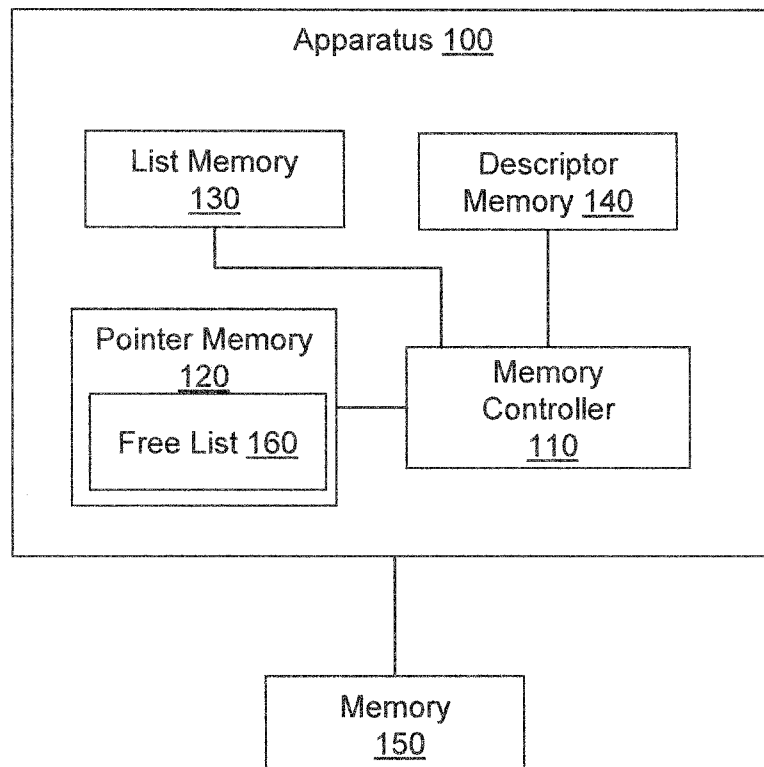 Apparatus 100
List Memory
130
Descriptor
Memory 140
Pointer Memory
120
Free List 160
Memory
Controller
110
Memory
150